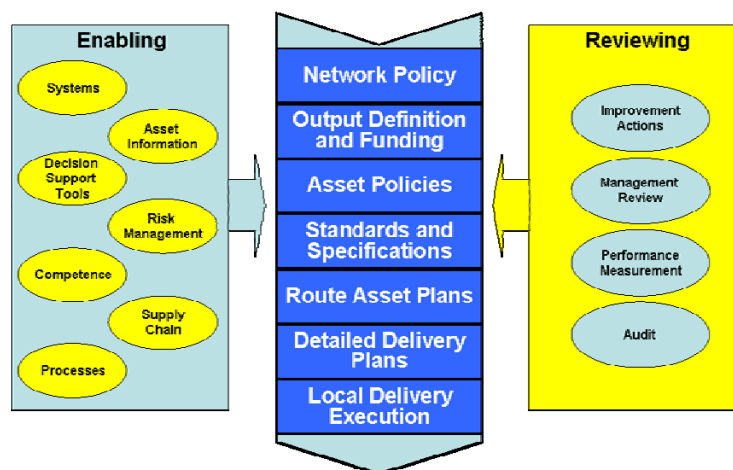 Enabling
Systems
Asset
Information
Decision
Support
Tools
Risk
Management
Competence
Supply
Chain
Processes
Network Policy
Output Definition
and Funding
Asset Policies
Standards and
Specifications
Route Asset Plans
Detailed Delivery
Plans
Local Delivery
Execution
Reviewing
Improvement
Actions
Management
Review
Performance
Measurement
Audit